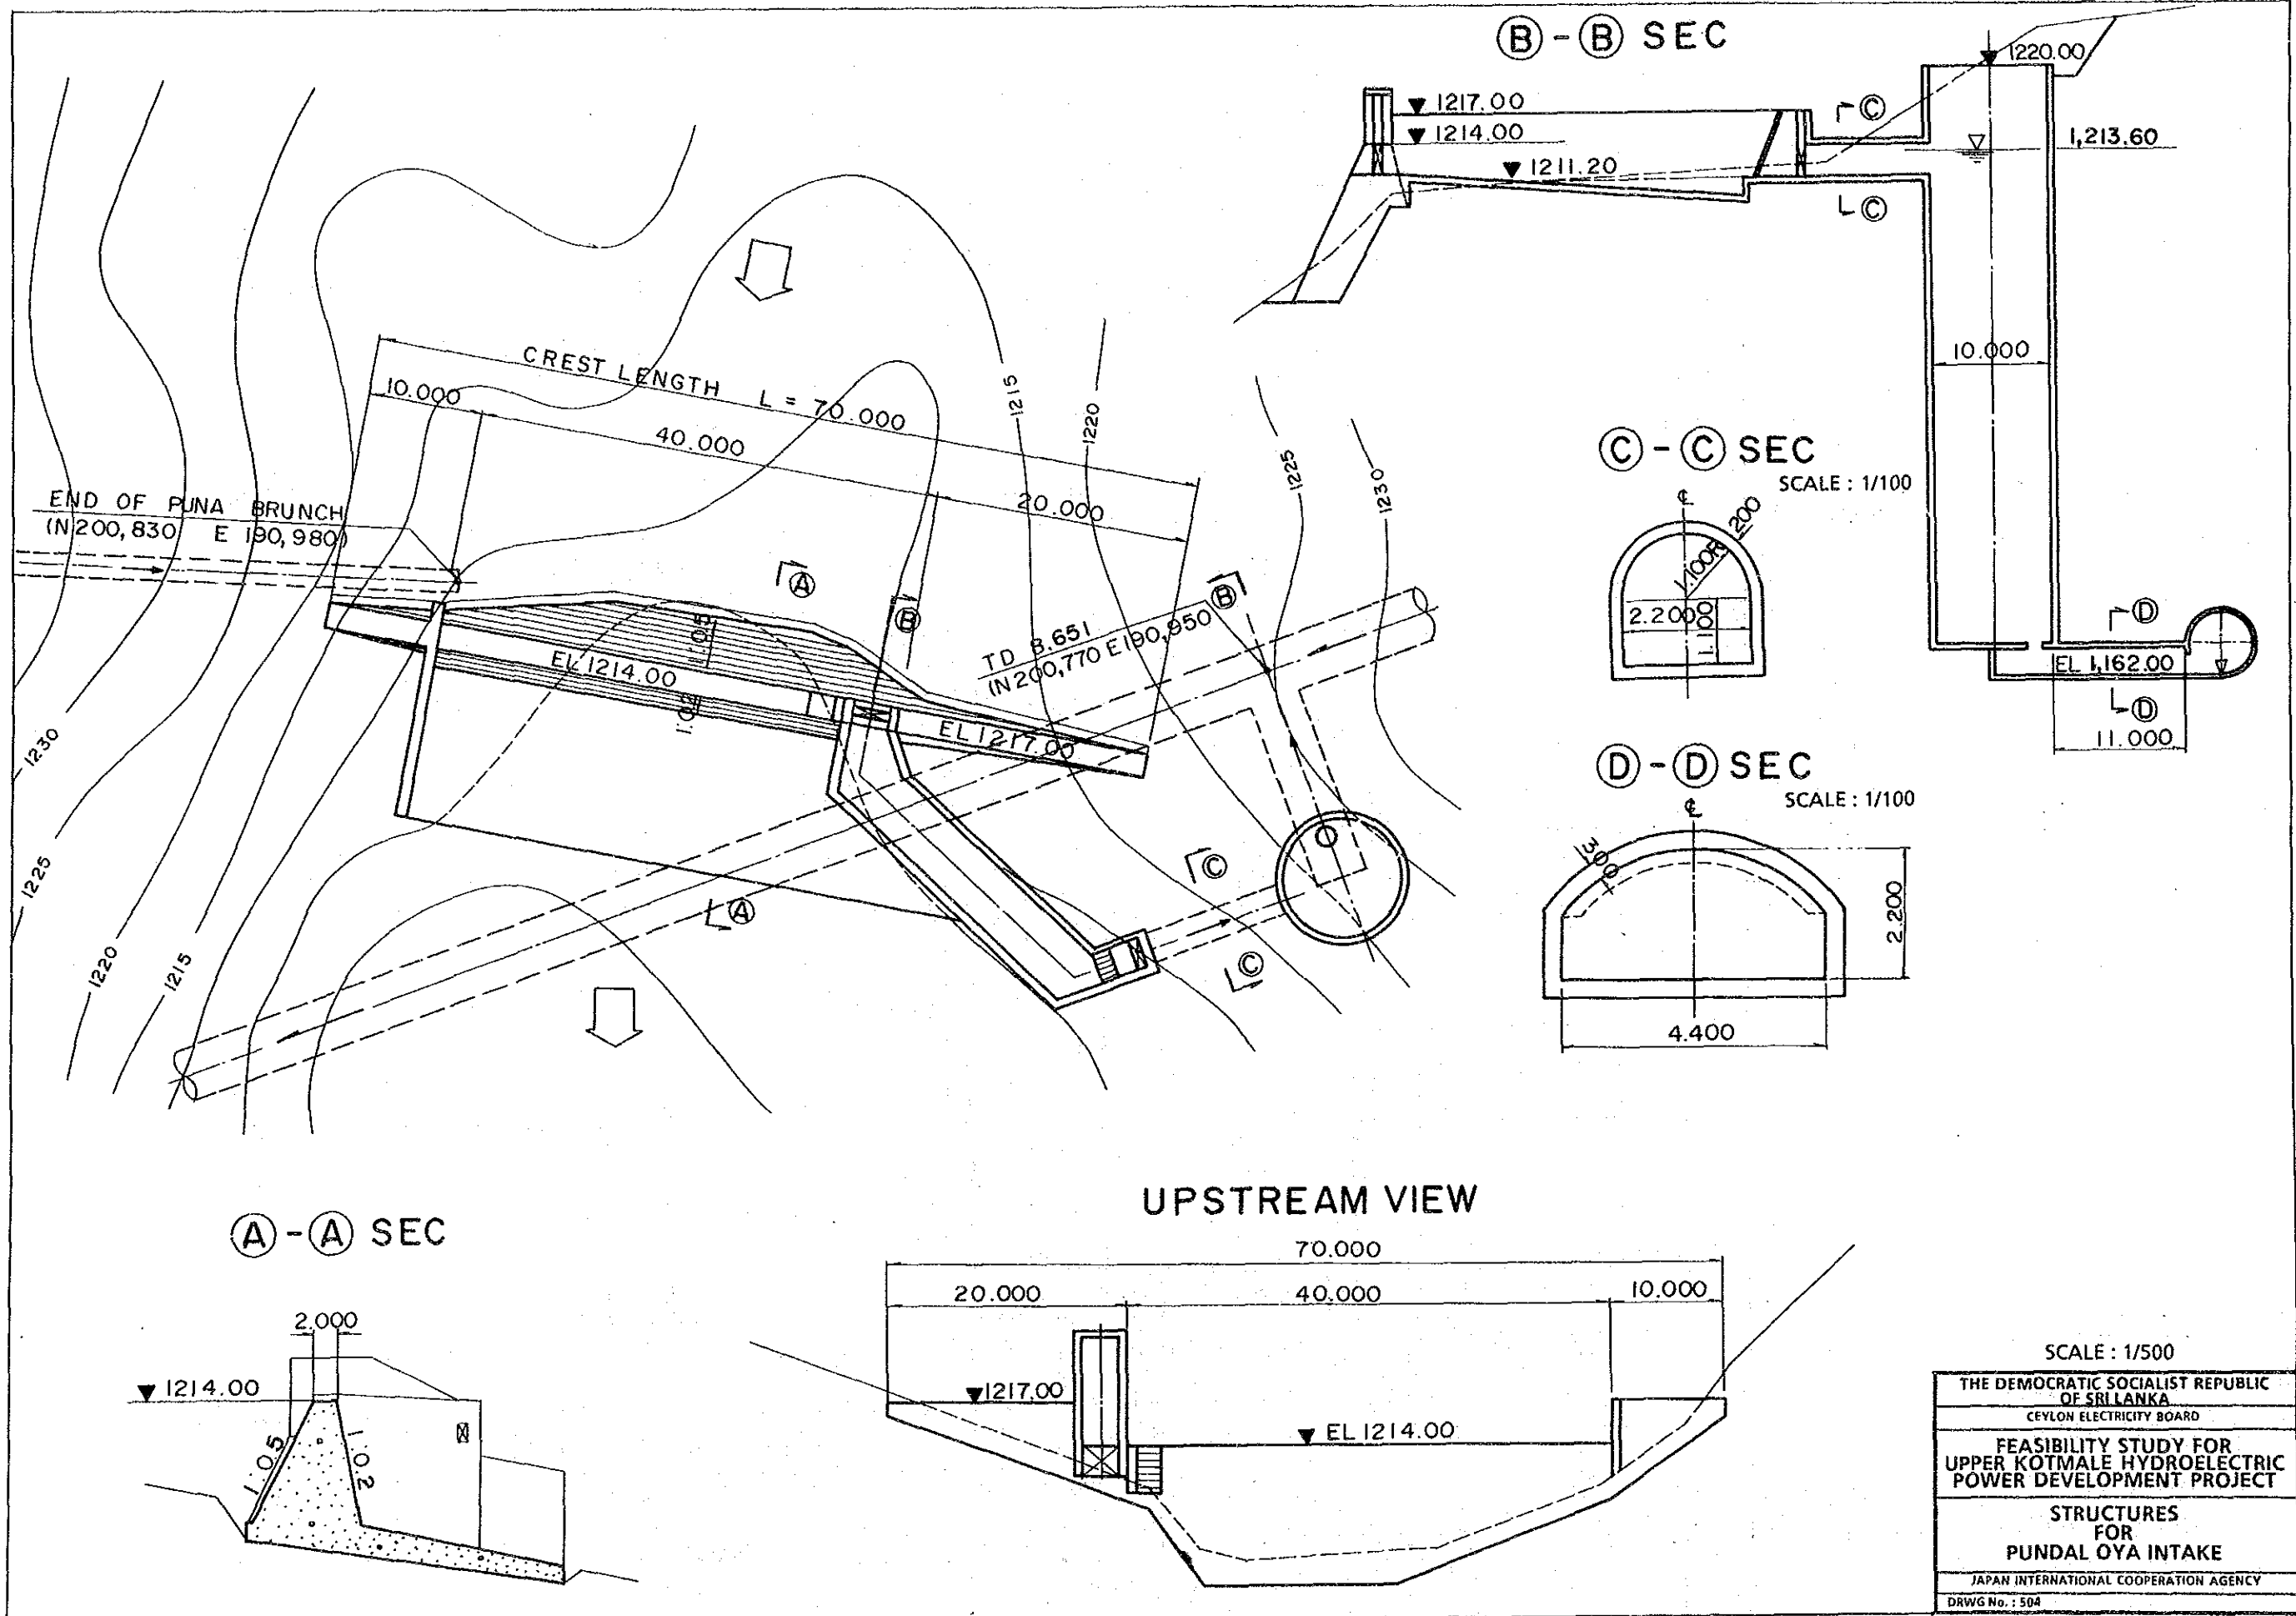 Ⓑ - Ⓑ SEC
1220.00
1217.00
1214.00
1211.20
Ⓒ
Ⓒ
1,213.60
10.000
EL 1,162.00
11.000
Ⓓ
Ⓓ
CREST LENGTH L = 70.000
10.000
40.000
20.000
END OF PUNA BRUNCH
(N200,830 E 190,980)
1215
1220
1225
1230
Ⓐ
Ⓑ
Ⓑ
TD 8.651
(N200,770 E190,950)
1:0.5
EL 1214.00
1:0.2
EL 1217.00
Ⓒ
Ⓒ
Ⓐ
1230
1225
1220
1215
Ⓒ - Ⓒ SEC
SCALE : 1/100
℄
200
1.100R
2.200
1.100
Ⓓ - Ⓓ SEC
SCALE : 1/100
℄
300
2.200
4.400
Ⓐ - Ⓐ SEC
2.000
1214.00
1:0.5
1:0.2
UPSTREAM VIEW
70.000
20.000
40.000
10.000
1217.00
EL 1214.00
SCALE : 1/500
THE DEMOCRATIC SOCIALIST REPUBLIC
OF SRI LANKA
CEYLON ELECTRICITY BOARD
FEASIBILITY STUDY FOR
UPPER KOTMALE HYDROELECTRIC
POWER DEVELOPMENT PROJECT
STRUCTURES
FOR
PUNDAL OYA INTAKE
JAPAN INTERNATIONAL COOPERATION AGENCY
DRWG No. : 504